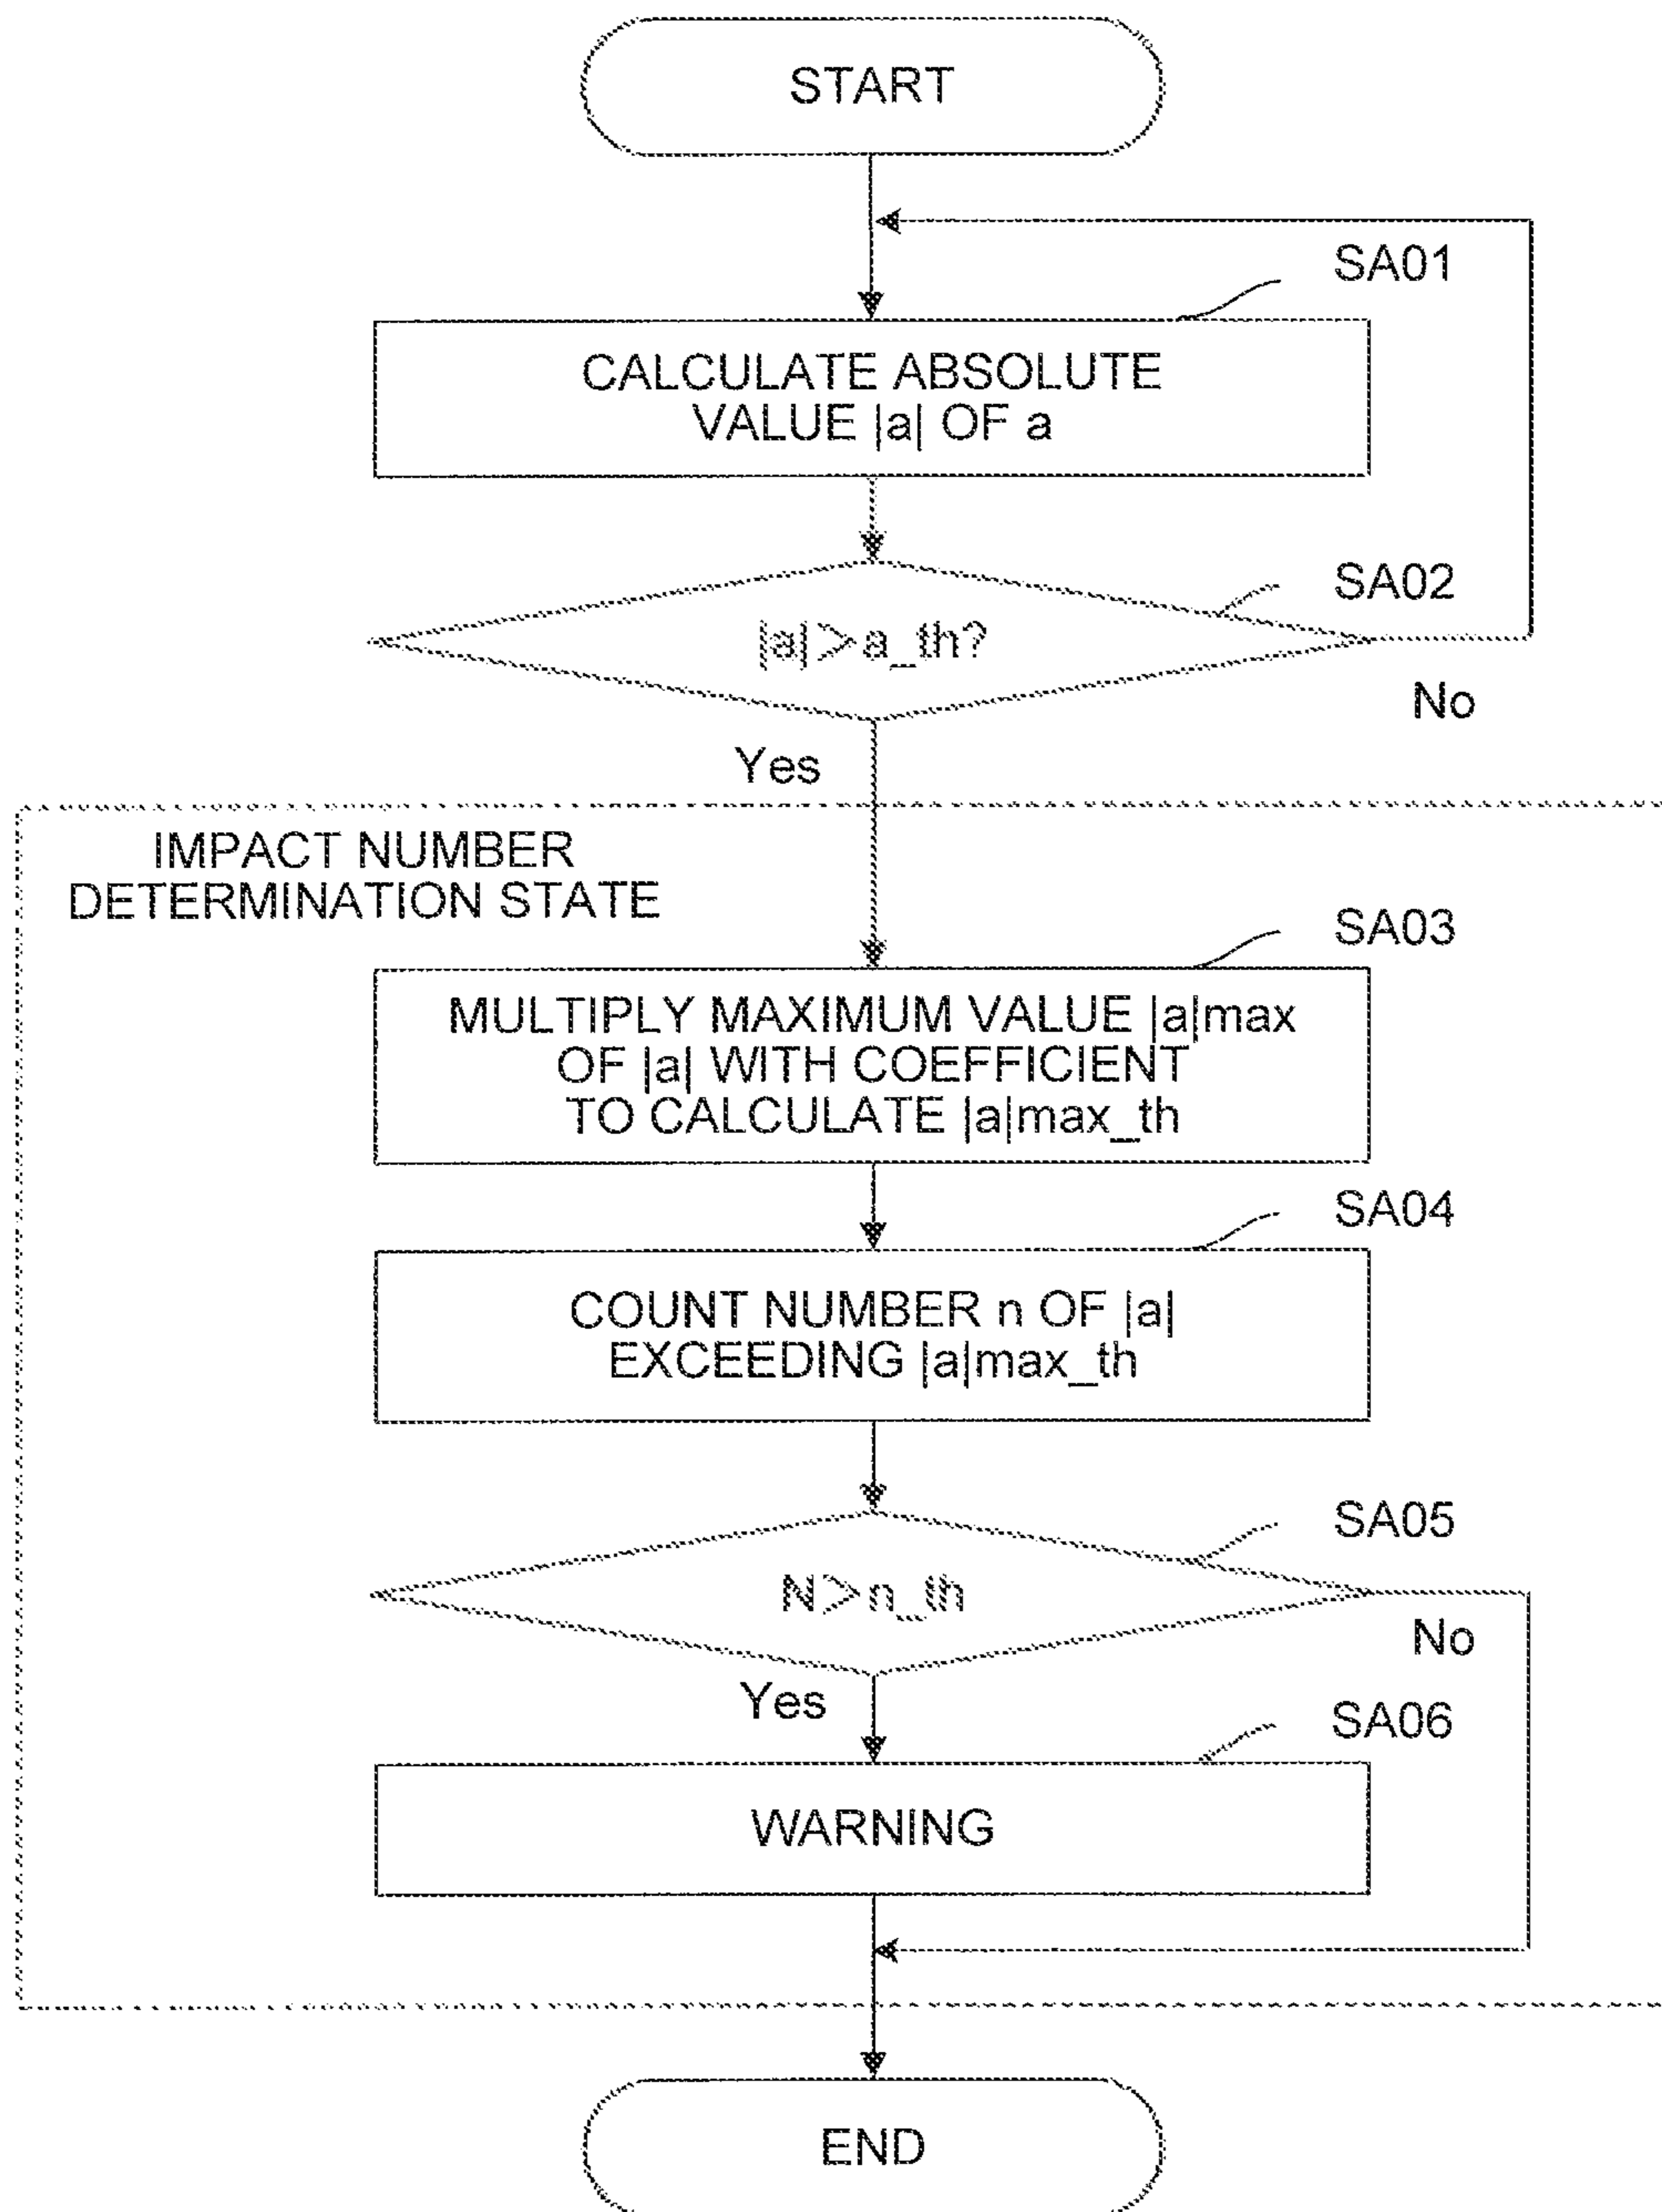 START
SA01
CALCULATE ABSOLUTE
VALUE |a| OF a
SA02
|a|>a_th?
No
Yes
IMPACT NUMBER
DETERMINATION STATE
SA03
MULTIPLY MAXIMUM VALUE |a|max
OF |a| WITH COEFFICIENT
TO CALCULATE |a|max_th
SA04
COUNT NUMBER n OF |a|
EXCEEDING |a|max_th
SA05
N>n_th
No
Yes
SA06
WARNING
END